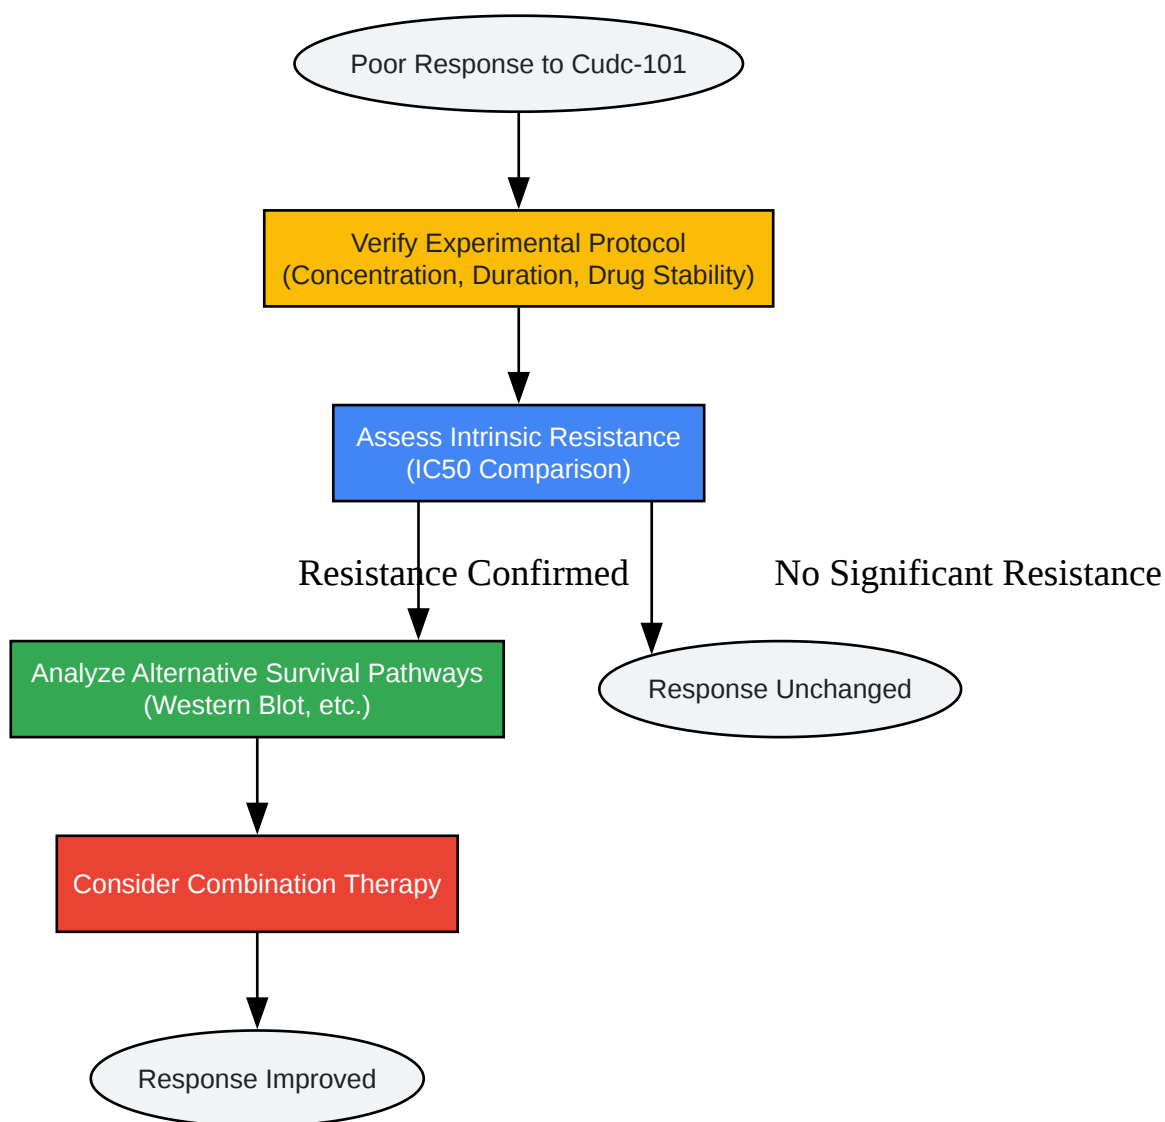 Poor Response to Cudc-101
Verify Experimental Protocol
(Concentration, Duration, Drug Stability)
Assess Intrinsic Resistance
(IC50 Comparison)
Resistance Confirmed
No Significant Resistance
Analyze Alternative Survival Pathways
(Western Blot, etc.)
Response Unchanged
Consider Combination Therapy
Response Improved